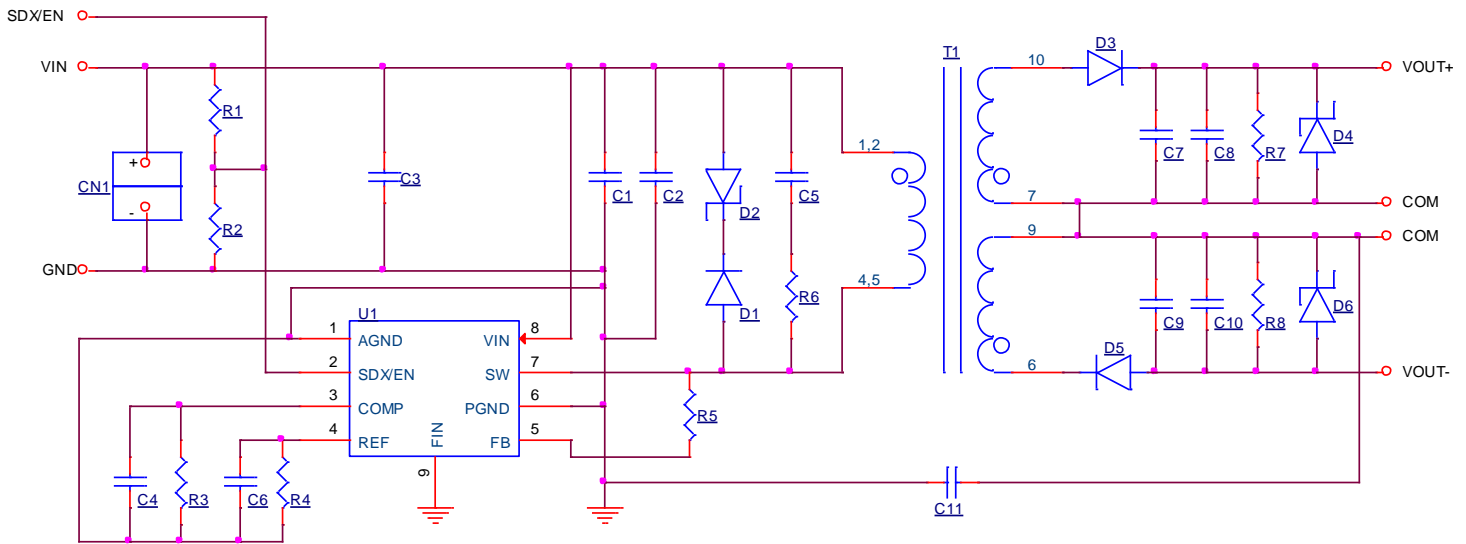 SDX/EN
VIN
R1
+
CN1
-
R2
GND
C3
C1
C2
D2
D1
C5
R6
1,2
4,5
T1
10
7
9
6
D3
C7
C8
R7
D4
VOUT+
COM
COM
C9
C10
R8
D6
D5
VOUT-
U1
1
AGND
2
SDX/EN
3
COMP
4
REF
FIN
9
VIN
8
SW
7
PGND
6
FB
5
R5
C4
R3
C6
R4
C11